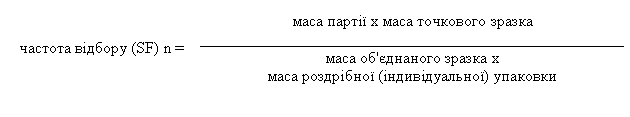 маса партії х маса точкового зразка
частота відбору (SF) n =
маса об'єднаного зразка х
маса роздрібної (індивідуальної) упаковки